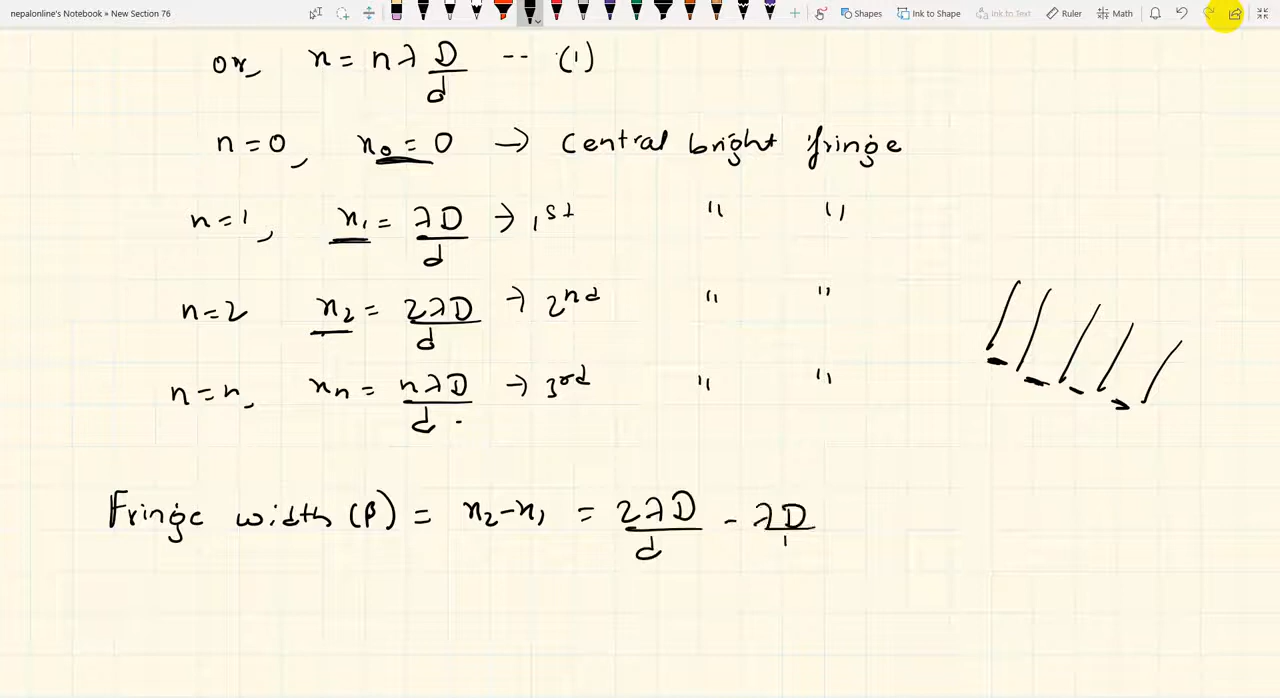 nepalonline's Notebook » New Section 76
Shapes Ink to Shape Ink to Text Ruler Math
or, x = nλ D/d -- (1)
n = 0, x₀ = 0 → Central bright fringe
n = 1, x₁ = λD/d → 1st " "
n = 2 x₂ = 2λD/d → 2nd " "
n = n, xₙ = nλD/d → 3rd " "
Fringe width (β) = x₂ - x₁ = 2λD/d - λD